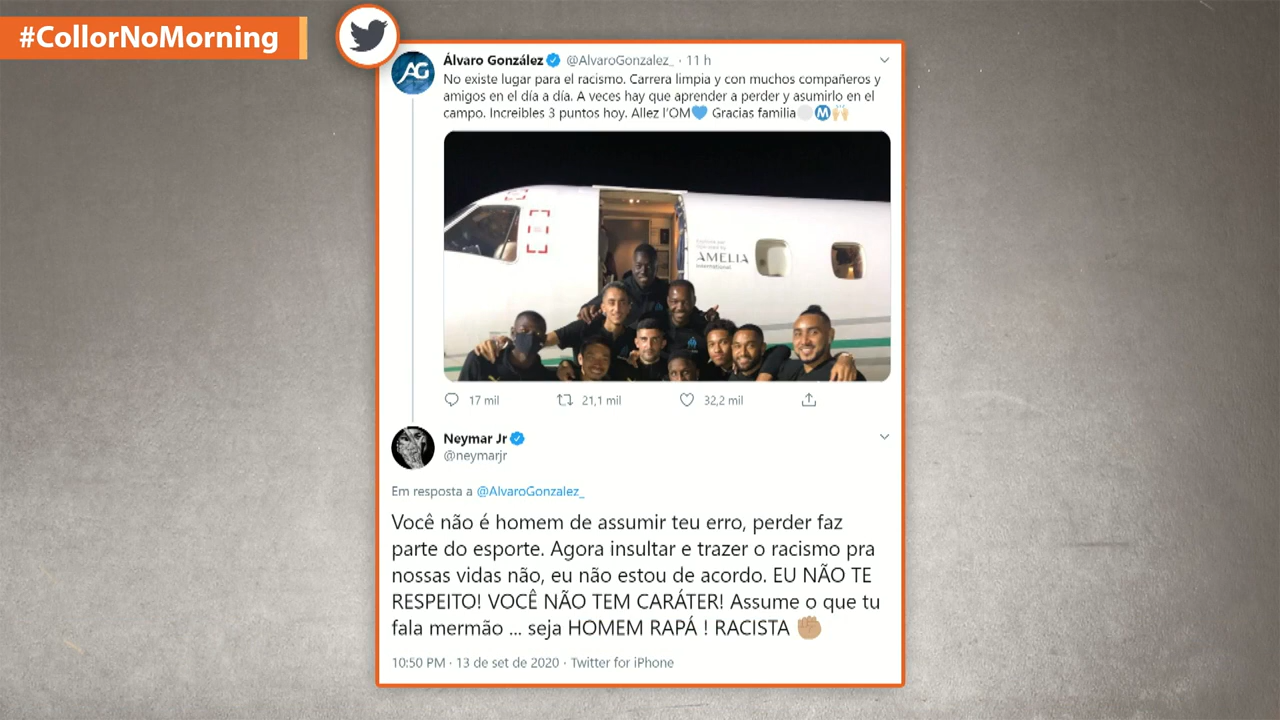 #CollorNoMorning
Álvaro González @AlvaroGonzalez_ · 11 h
No existe lugar para el racismo. Carrera limpia y con muchos compañeros y
amigos en el día a día. A veces hay que aprender a perder y asumirlo en el
campo. Increibles 3 puntos hoy. Allez l'OM💙 Gracias familia⚪Ⓜ️🙌🏻
AMELIA
international
17 mil 21,1 mil 32,2 mil
Neymar Jr
@neymarjr
Em resposta a @AlvaroGonzalez_
Você não é homem de assumir teu erro, perder faz
parte do esporte. Agora insultar e trazer o racismo pra
nossas vidas não, eu não estou de acordo. EU NÃO TE
RESPEITO! VOCÊ NÃO TEM CARÁTER! Assume o que tu
fala mermão ... seja HOMEM RAPÁ ! RACISTA ✊🏽
10:50 PM · 13 de set de 2020 · Twitter for iPhone